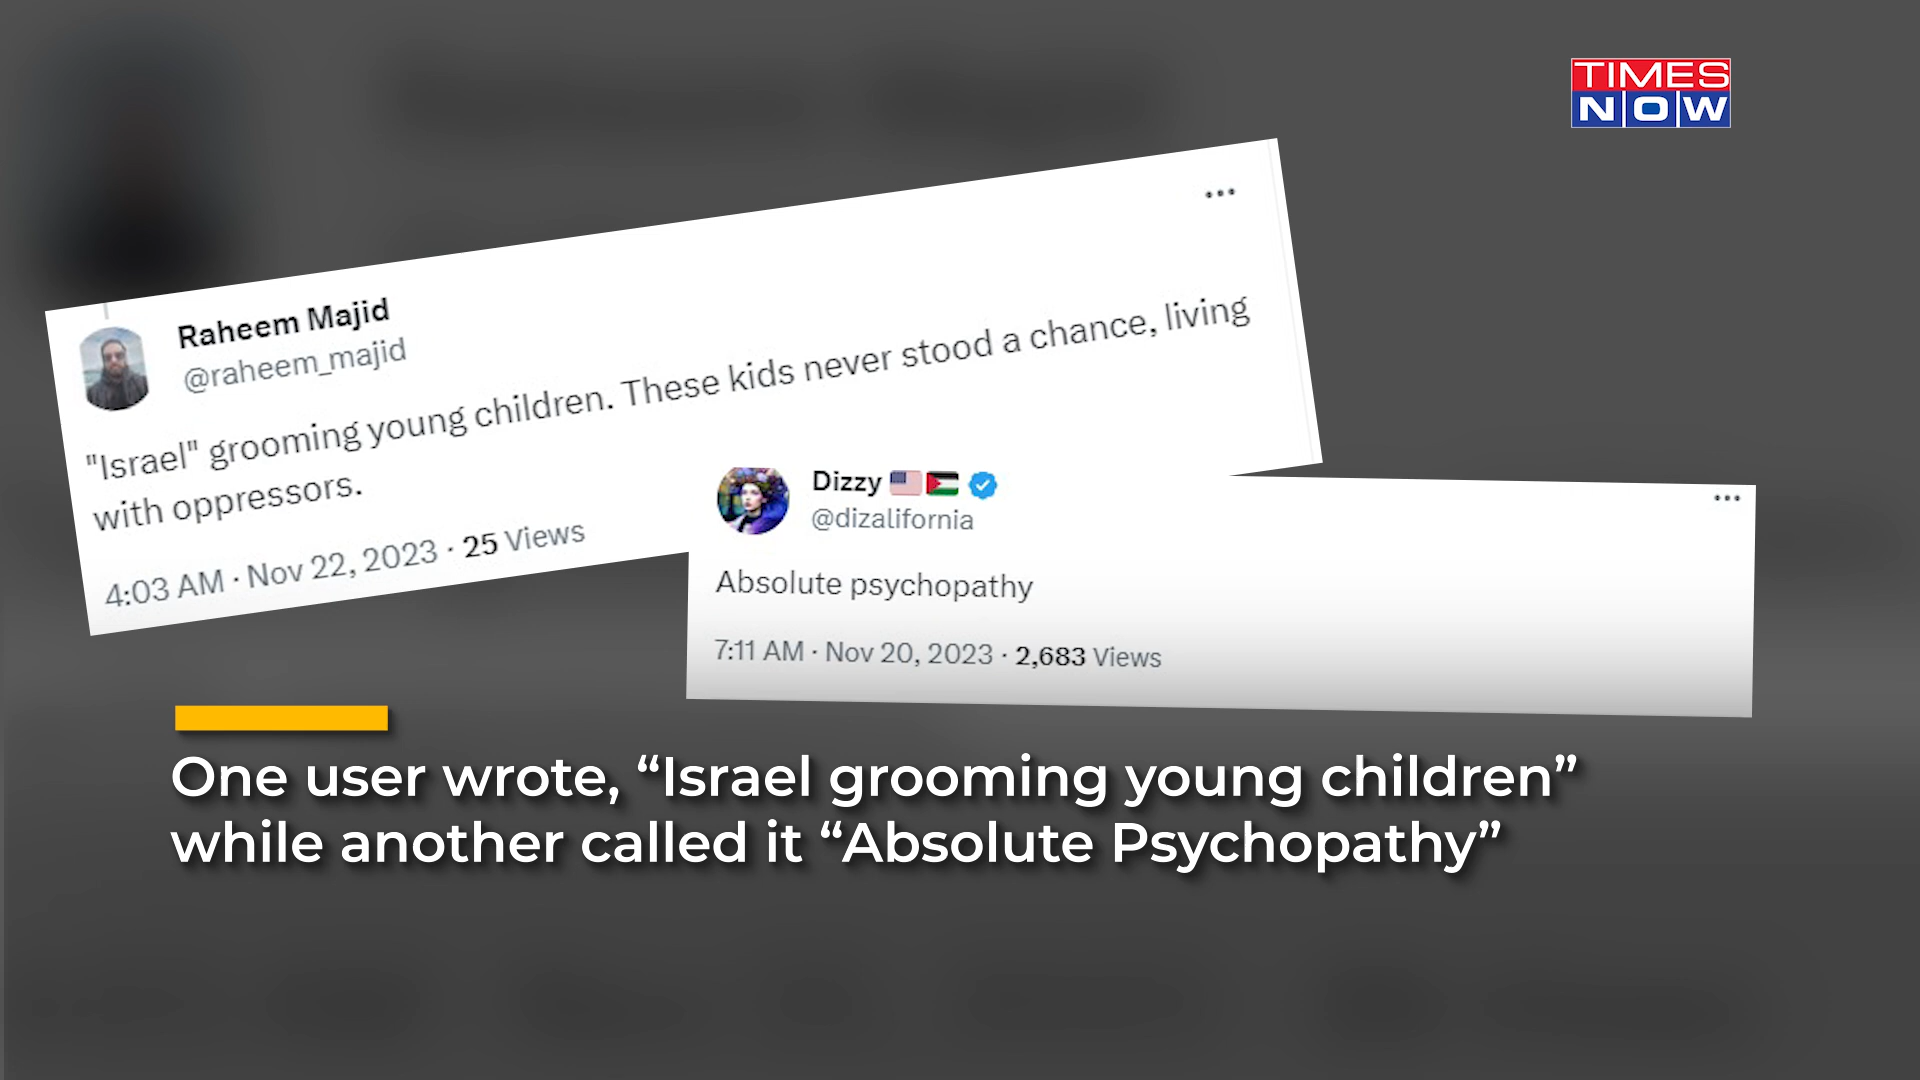 TIMES
NOW
Raheem Majid
@raheem_majid
"Israel" grooming young children. These kids never stood a chance, living
with oppressors.
4:03 AM · Nov 22, 2023 · 25 Views
Dizzy 🇺🇸🇵🇸
@dizalifornia
Absolute psychopathy
7:11 AM · Nov 20, 2023 · 2,683 Views
One user wrote, “Israel grooming young children”
while another called it “Absolute Psychopathy”